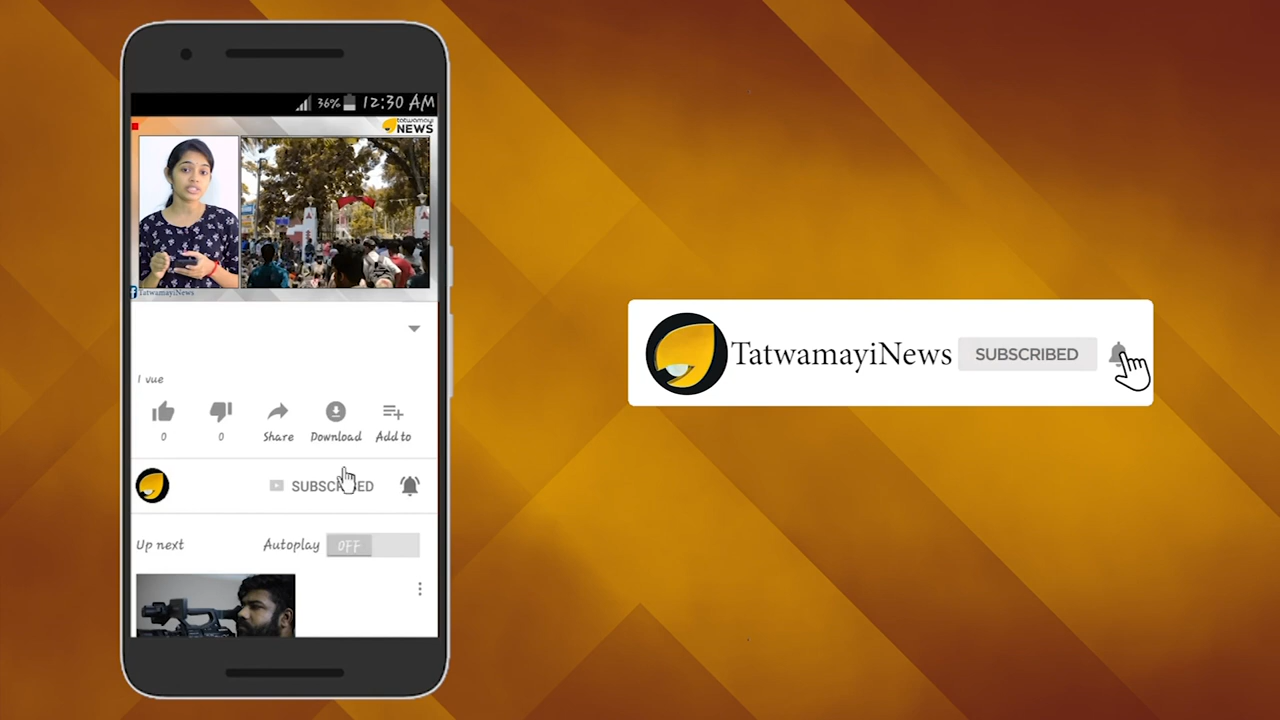 36% 12:30 AM
tatwamayi
NEWS
TatwamayiNews
1 vue
0 0 Share Download Add to
SUBSCRIBED
Up next Autoplay OFF
TatwamayiNews SUBSCRIBED